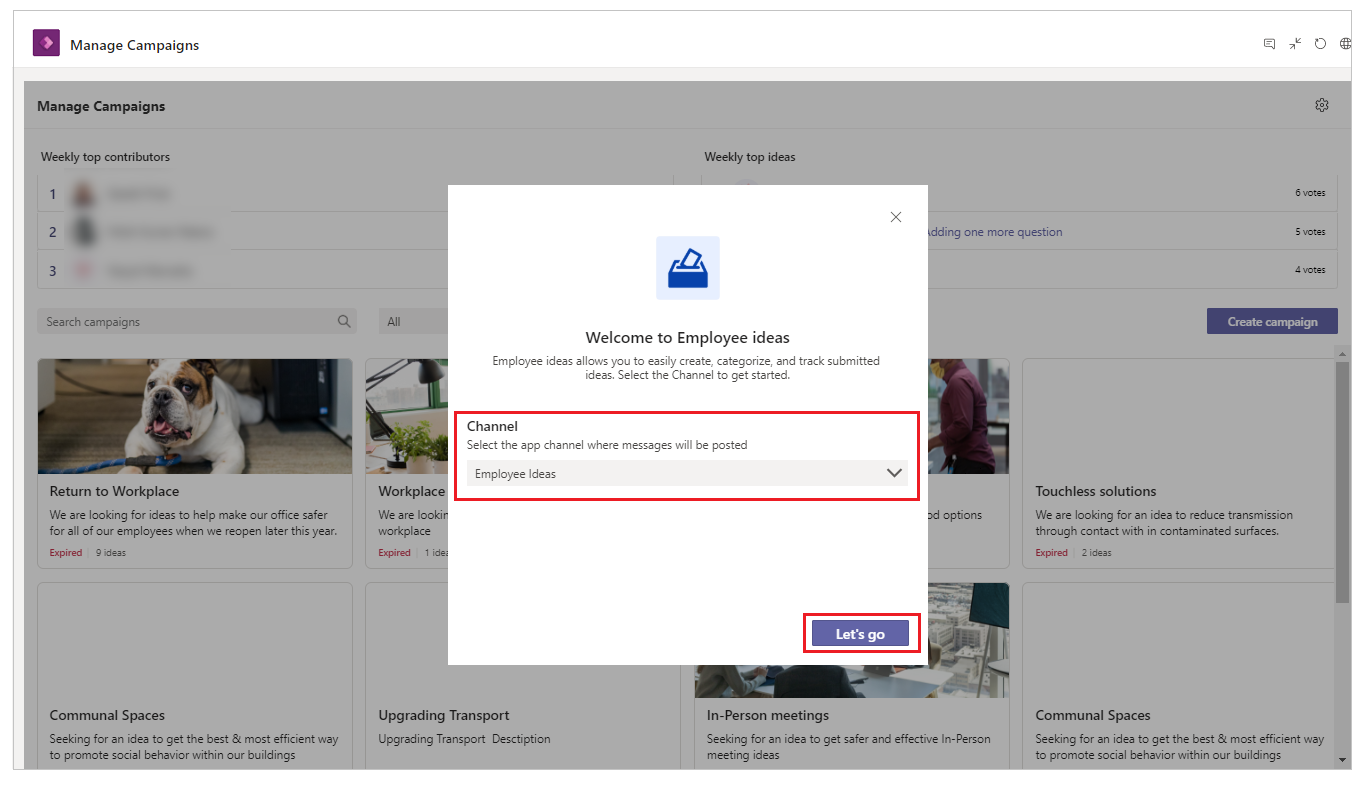 Manage Campaigns
Manage Campaigns
Weekly top contributors
Weekly top ideas
1
6 votes
2
Adding one more question
5 votes
3
4 votes
Search campaigns
All
Create campaign
Welcome to Employee ideas
Employee ideas allows you to easily create, categorize, and track submitted
ideas. Select the Channel to get started.
Channel
Select the app channel where messages will be posted
Employee Ideas
Let's go
Return to Workplace
We are looking for ideas to help make our office safer
for all of our employees when we reopen later this year.
Expired 9 ideas
Workplace
We are
workplace
Expired 1
options
Touchless solutions
We are looking for an idea to reduce transmission
through contact with in contaminated surfaces.
Expired 2 ideas
Communal Spaces
Seeking for an idea to get the best & most efficient way
to promote social behavior within our buildings
Upgrading Transport
Upgrading Transport Desctiption
In-Person meetings
Seeking for an idea to get safer and effective In-Person
meeting ideas
Communal Spaces
Seeking for an idea to get the best & most efficient way
to promote social behavior within our buildings